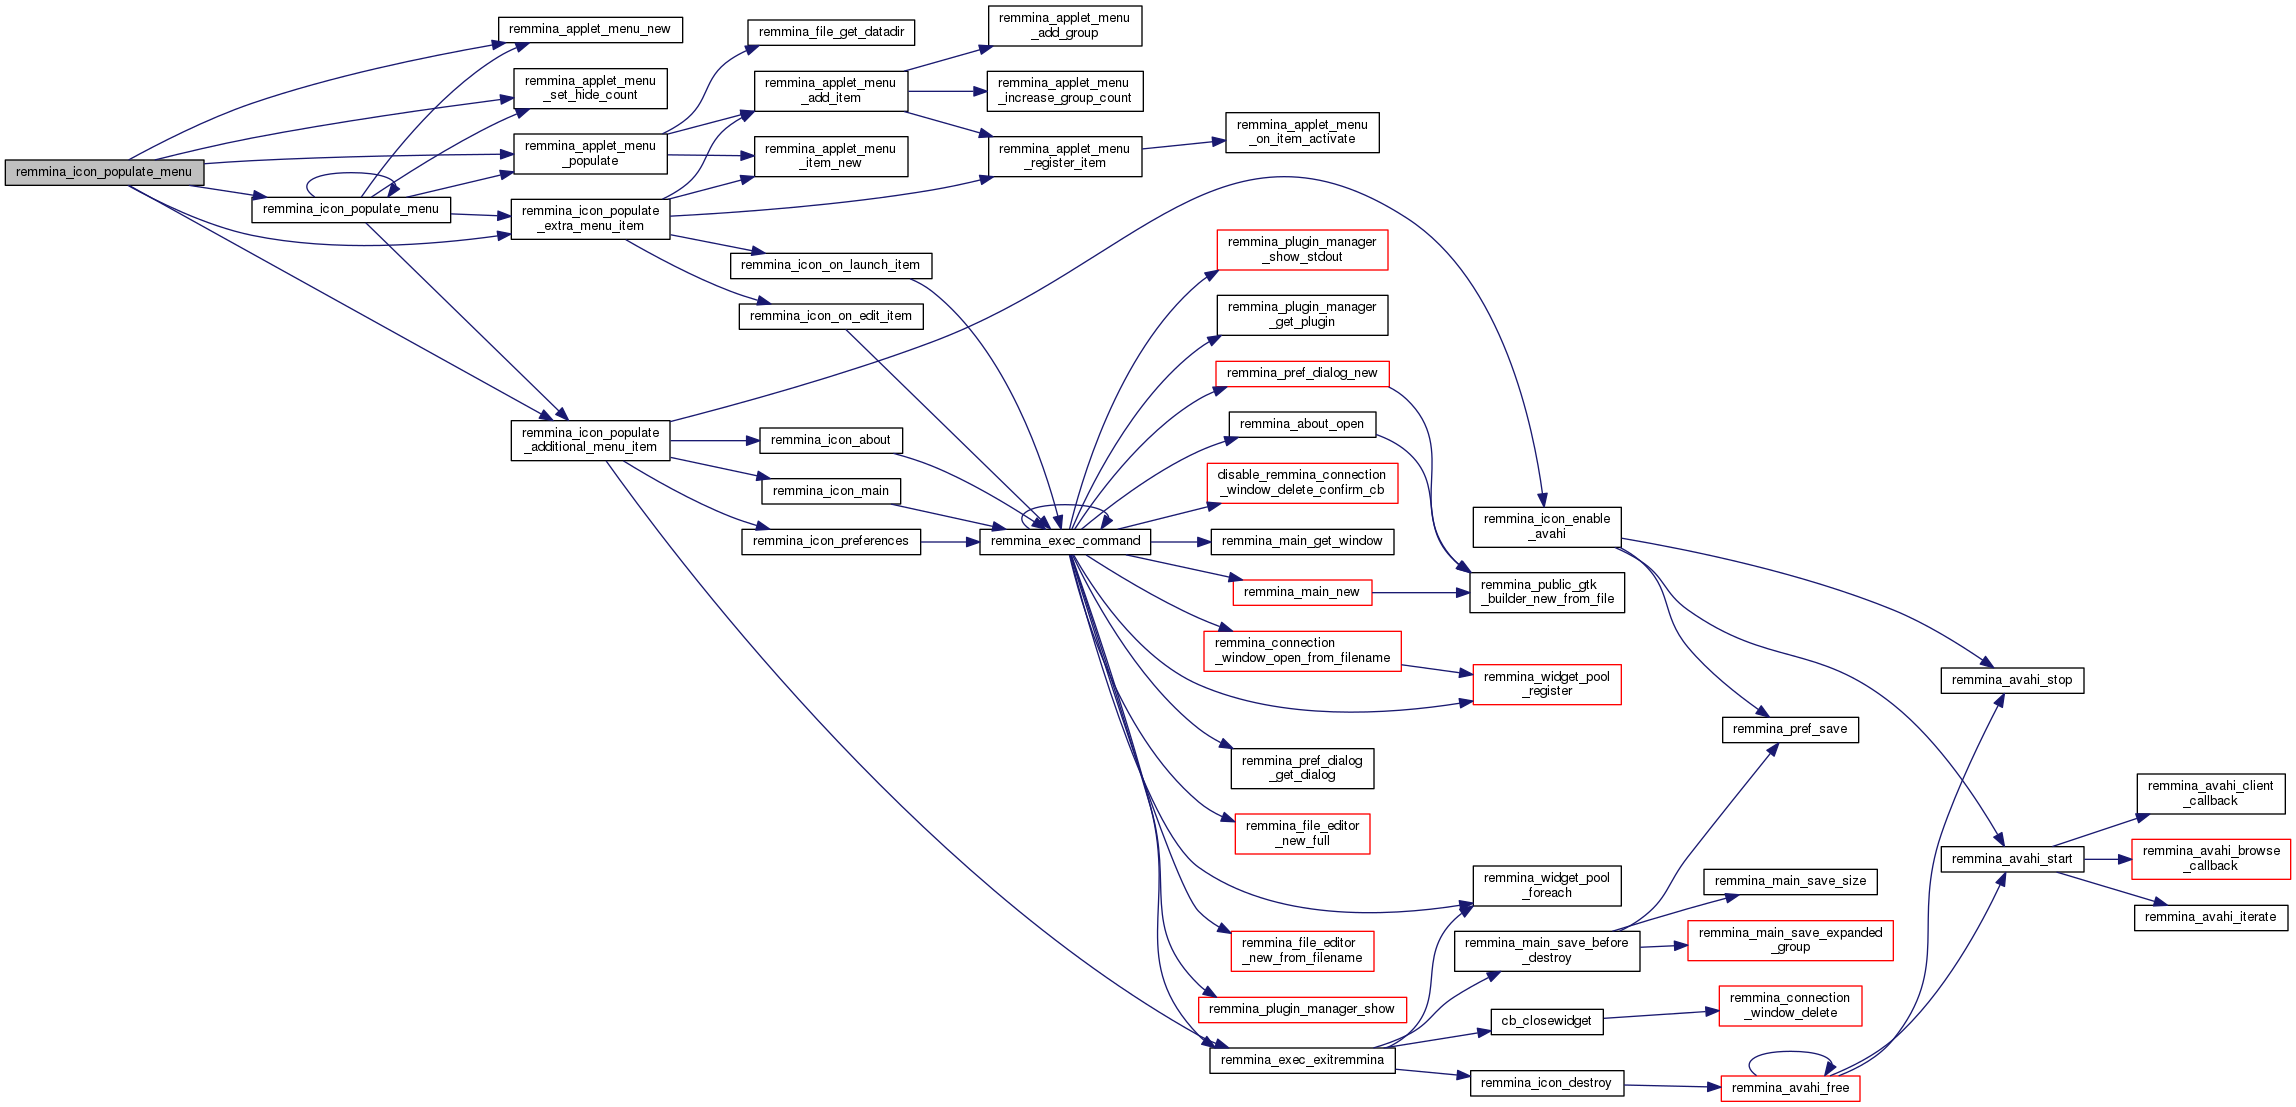 remmina_icon_populate_menu
remmina_icon_populate_menu
remmina_applet_menu_new
remmina_applet_menu
_set_hide_count
remmina_applet_menu
_populate
remmina_icon_populate
_extra_menu_item
remmina_icon_populate
_additional_menu_item
remmina_file_get_datadir
remmina_applet_menu
_add_item
remmina_applet_menu
_item_new
remmina_icon_on_launch_item
remmina_icon_on_edit_item
remmina_icon_about
remmina_icon_main
remmina_icon_preferences
remmina_applet_menu
_add_group
remmina_applet_menu
_increase_group_count
remmina_applet_menu
_register_item
remmina_exec_command
remmina_applet_menu
_on_item_activate
remmina_plugin_manager
_show_stdout
remmina_plugin_manager
_get_plugin
remmina_pref_dialog_new
remmina_about_open
disable_remmina_connection
_window_delete_confirm_cb
remmina_main_get_window
remmina_main_new
remmina_connection
_window_open_from_filename
remmina_pref_dialog
_get_dialog
remmina_file_editor
_new_full
remmina_file_editor
_new_from_filename
remmina_plugin_manager_show
remmina_exec_exitremmina
remmina_icon_enable
_avahi
remmina_public_gtk
_builder_new_from_file
remmina_widget_pool
_register
remmina_widget_pool
_foreach
remmina_main_save_before
_destroy
cb_closewidget
remmina_icon_destroy
remmina_pref_save
remmina_main_save_size
remmina_main_save_expanded
_group
remmina_connection
_window_delete
remmina_avahi_free
remmina_avahi_stop
remmina_avahi_start
remmina_avahi_client
_callback
remmina_avahi_browse
_callback
remmina_avahi_iterate